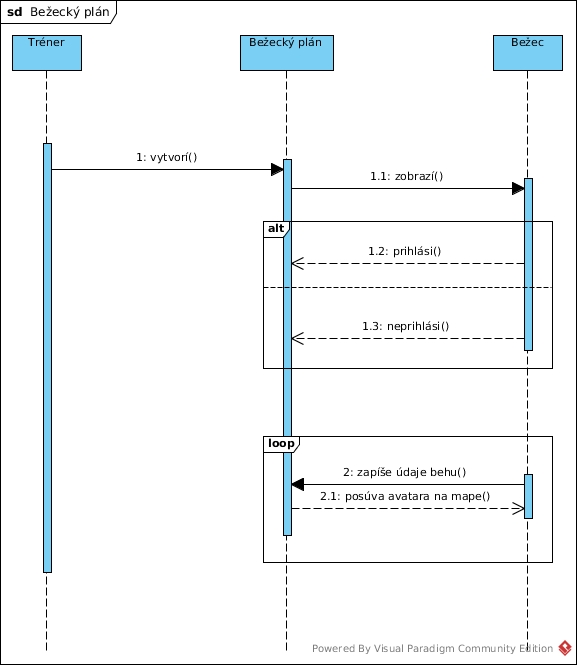 sd Bežecký plán
Tréner
Bežecký plán
Bežec
1: vytvorí()
1.1: zobrazí()
alt
1.2: prihlási()
1.3: neprihlási()
loop
2: zapíše údaje behu()
2.1: posúva avatara na mape()
Powered By Visual Paradigm Community Edition